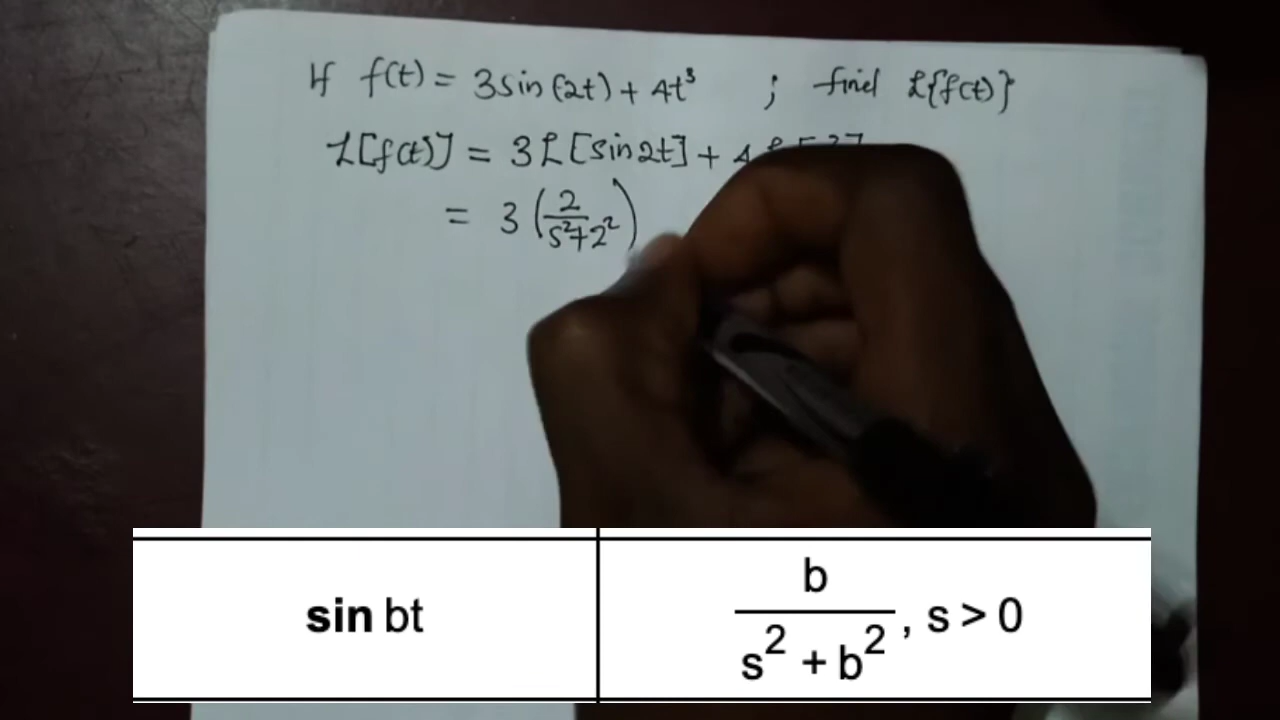 If f(t) = 3sin(2t) + 4t³ ; find ℒ{f(t)}
ℒ[f(t)] = 3ℒ[sin2t] + 4
= 3(2/(s²+2²))
sin bt
b/(s² + b²), s > 0